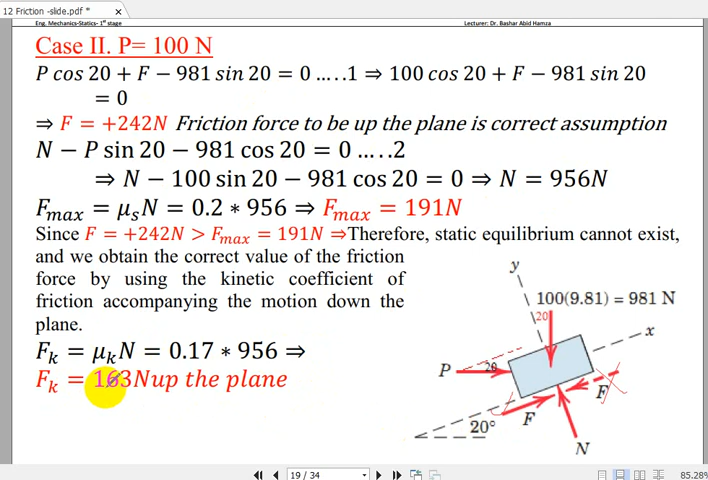 12 Friction -slide.pdf * ×
Eng. Mechanics-Statics- 1st stage
Lecturer: Dr. Bashar Abid Hamza
Case II. P= 100 N
P cos 20 + F − 981 sin 20 = 0 … . .1 ⇒ 100 cos 20 + F − 981 sin 20
= 0
⇒ F = +242N Friction force to be up the plane is correct assumption
N − P sin 20 − 981 cos 20 = 0 … . .2
⇒ N − 100 sin 20 − 981 cos 20 = 0 ⇒ N = 956N
Fmax = μsN = 0.2 * 956 ⇒ Fmax = 191N
Since F = +242N > Fmax = 191N ⇒Therefore, static equilibrium cannot exist,
and we obtain the correct value of the friction
force by using the kinetic coefficient of
friction accompanying the motion down the
plane.
Fk = μkN = 0.17 * 956 ⇒
Fk = 163Nup the plane
y
100(9.81) = 981 N
20
x
P
20
F
20°
F
N
19 / 34
85.28%